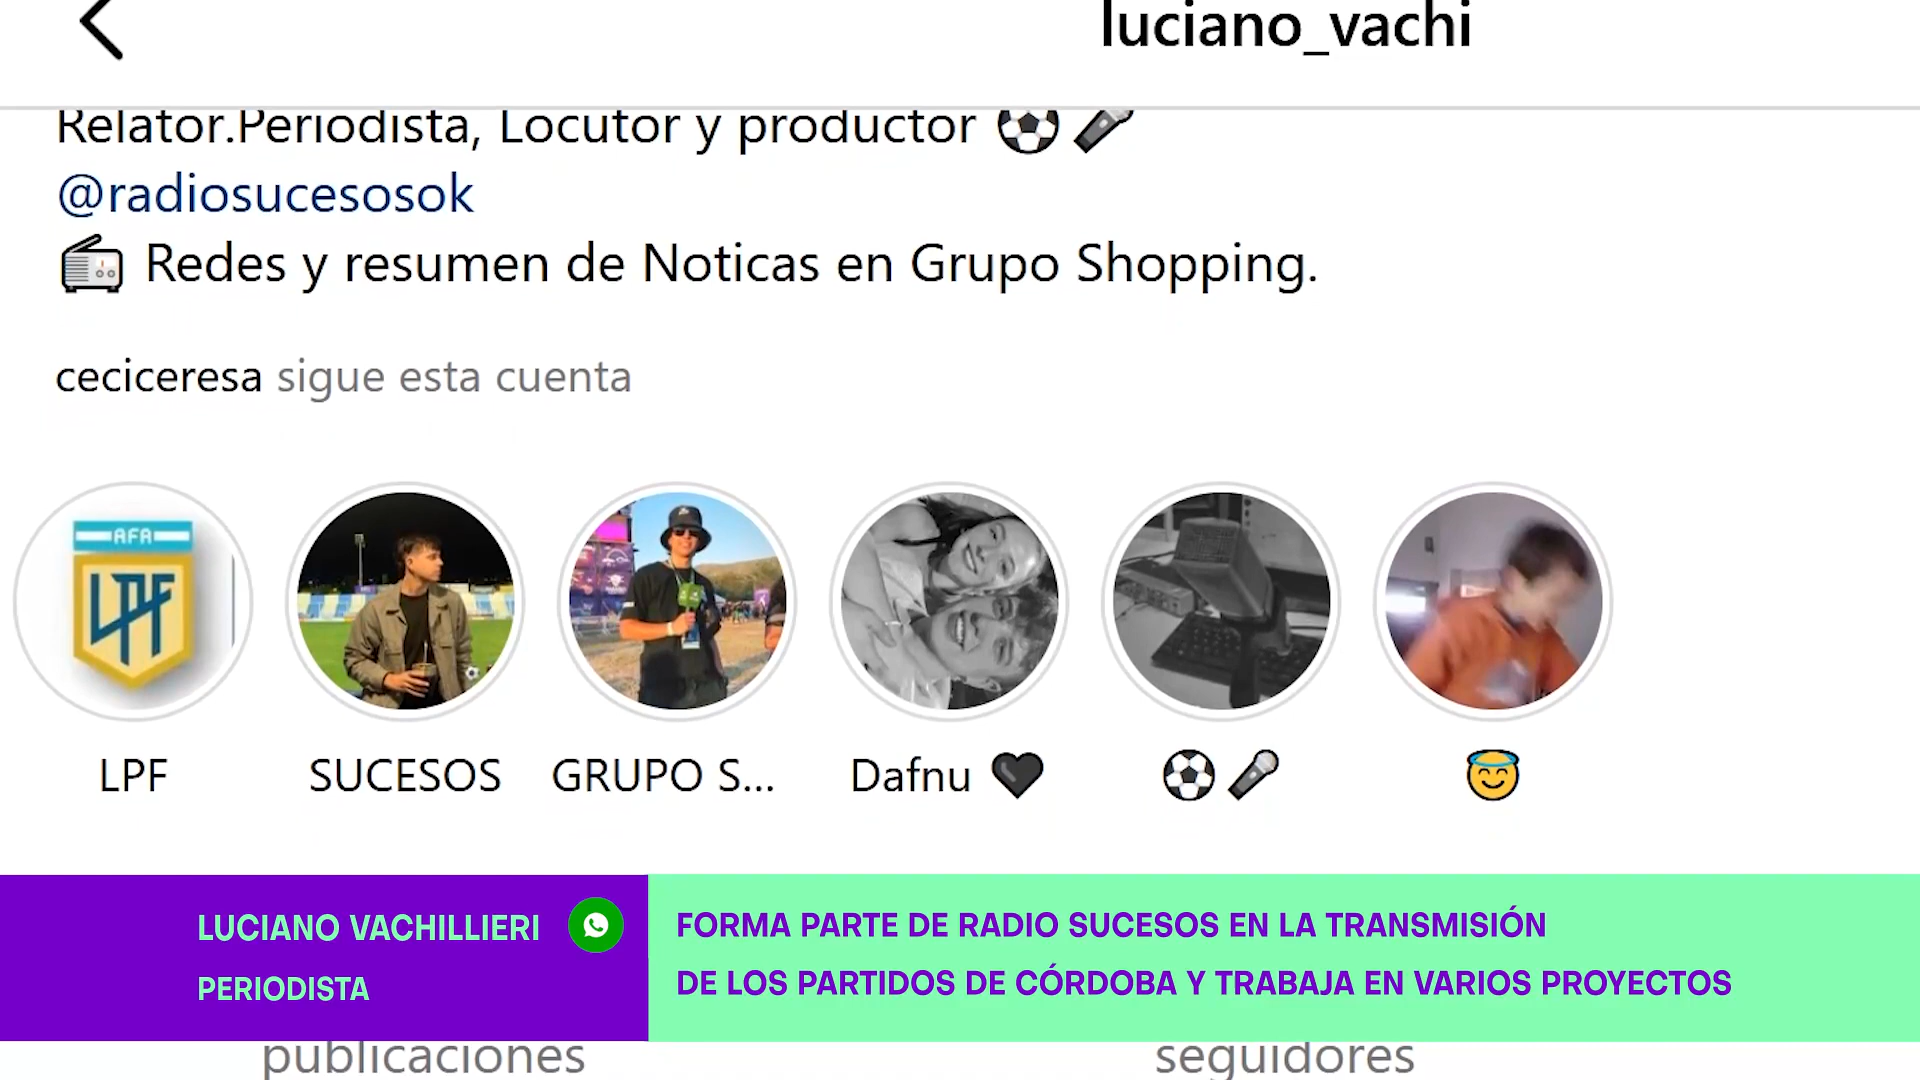 luciano_vachi
Relator.Periodista, Locutor y productor ⚽🎤
@radiosucesosok
📻 Redes y resumen de Noticas en Grupo Shopping.
ceciceresa sigue esta cuenta
AFA
LPF
LPF
SUCESOS
GRUPO S...
Dafnu 🖤
⚽🎤
😇
LUCIANO VACHILLIERI
PERIODISTA
FORMA PARTE DE RADIO SUCESOS EN LA TRANSMISIÓN
DE LOS PARTIDOS DE CÓRDOBA Y TRABAJA EN VARIOS PROYECTOS
publicaciones
seguidores